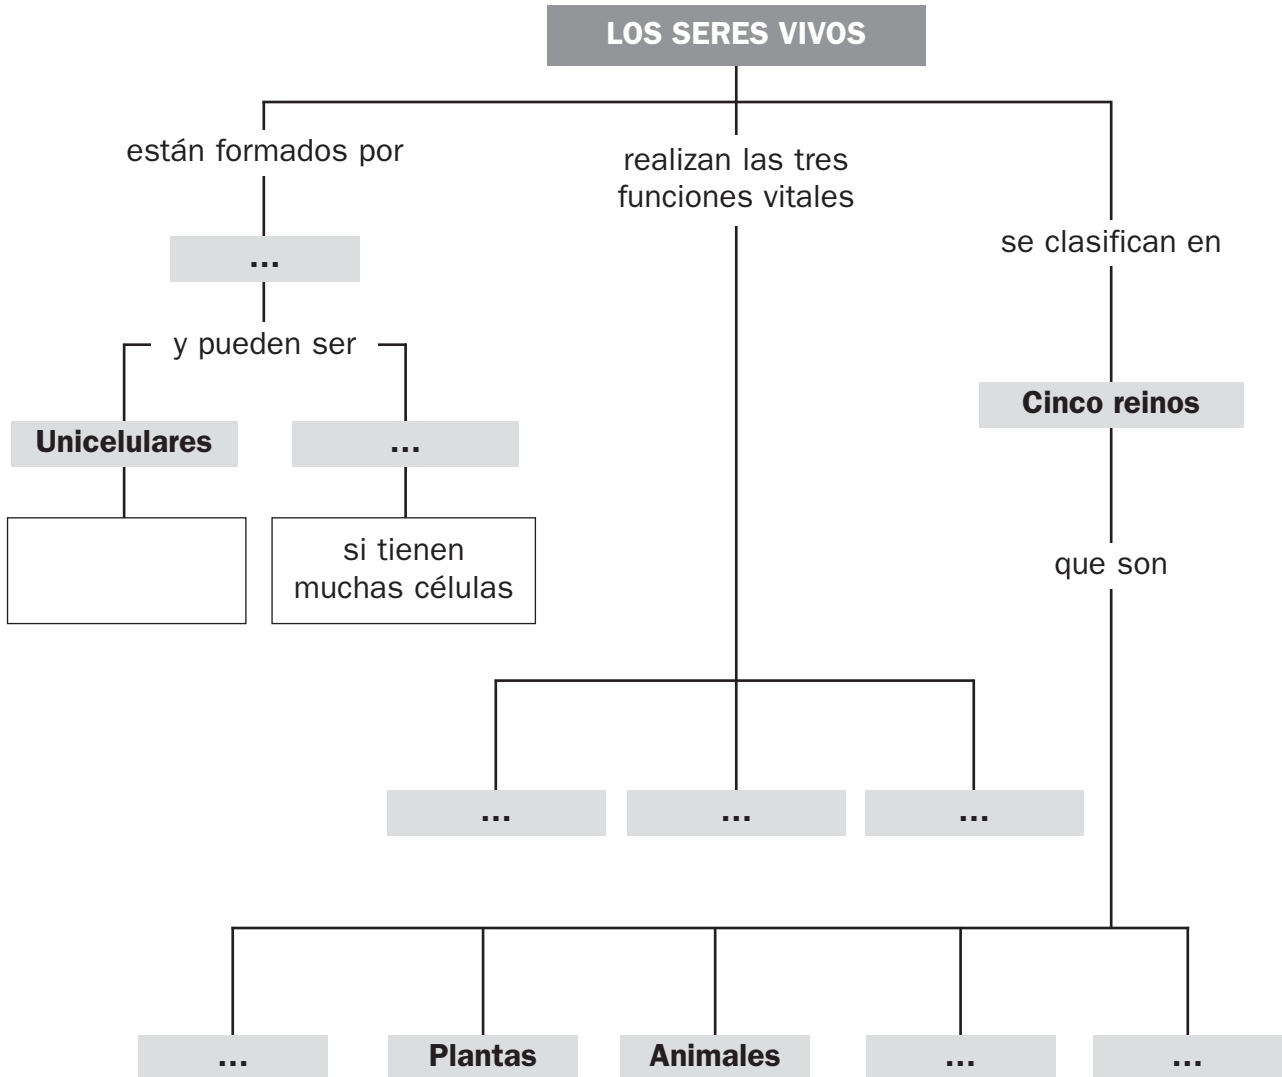 LOS SERES VIVOS
están formados por
...
y pueden ser
Unicelulares
...
si tienen
muchas células
realizan las tres
funciones vitales
...
...
...
se clasifican en
Cinco reinos
que son
...
Plantas
Animales
...
...